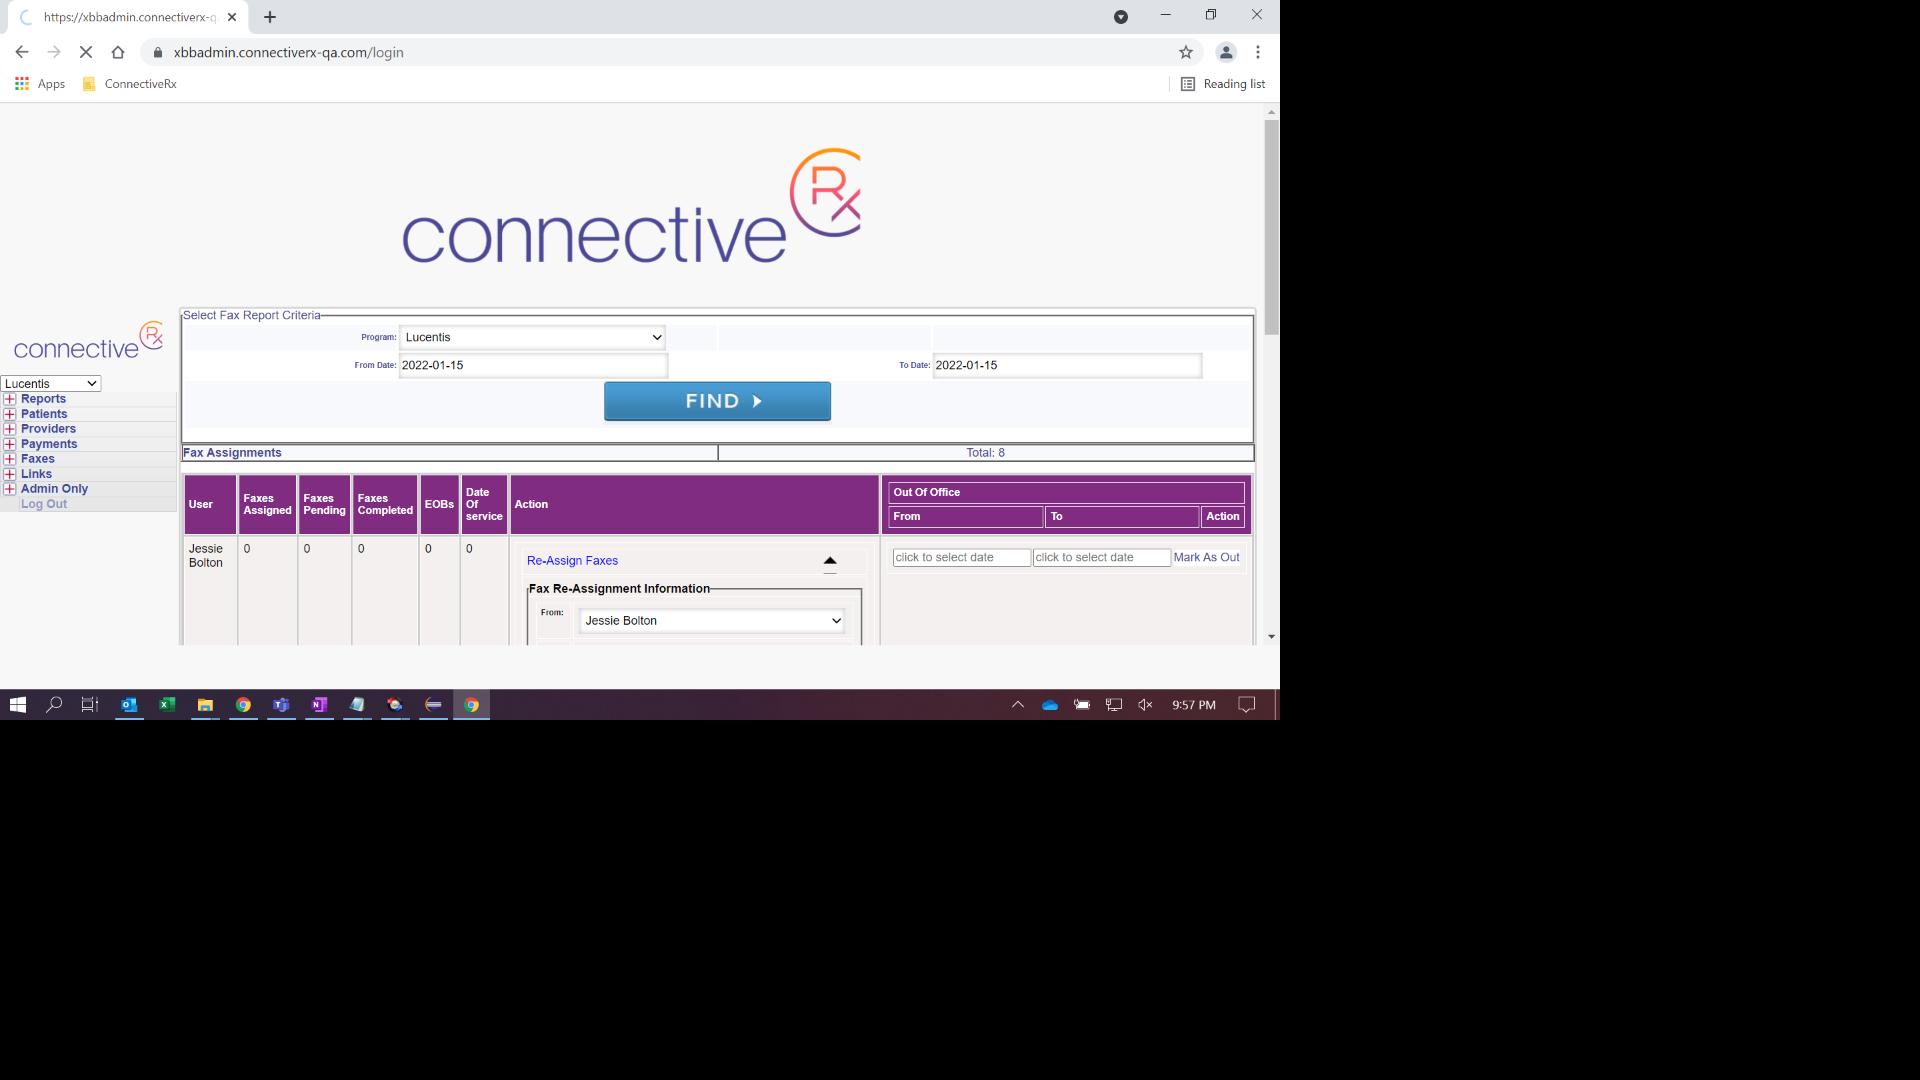 https://xbbadmin.connectiverx-q
xbbadmin.connectiverx-qa.com/login
Apps
ConnectiveRx
Reading list
connective Rx
connective Rx
Lucentis
Reports
Patients
Providers
Payments
Faxes
Links
Admin Only
Log Out
Select Fax Report Criteria
Program: Lucentis
From Date: 2022-01-15 To Date: 2022-01-15
FIND
Fax Assignments Total: 8
User Faxes Assigned Faxes Pending Faxes Completed EOBs Date Of service Action Out Of Office
From To Action
Jessie Bolton 0 0 0 0 0 Re-Assign Faxes click to select date click to select date Mark As Out
Fax Re-Assignment Information
From: Jessie Bolton
9:57 PM